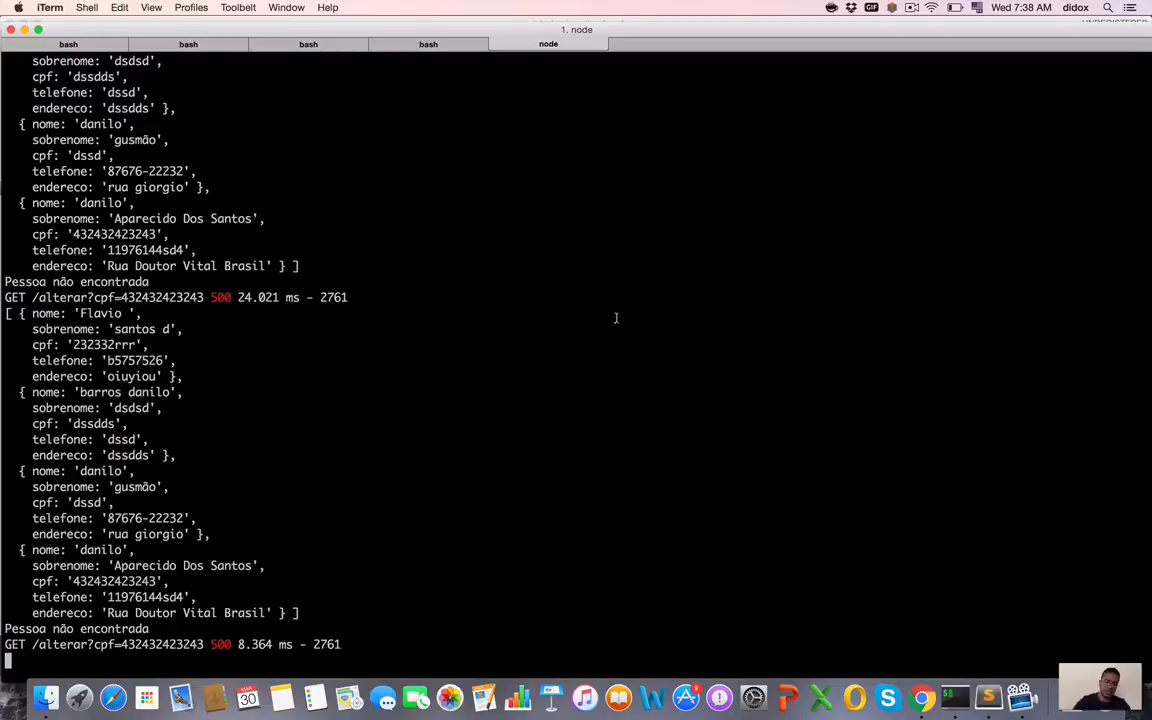 iTerm Shell Edit View Profiles Toolbelt Window Help GIF Wed 7:38 AM didox
1. node
bash bash bash bash node
sobrenome: 'dsdsd',
cpf: 'dssdds',
telefone: 'dssd',
endereco: 'dssdds' },
{ nome: 'danilo',
sobrenome: 'gusmão',
cpf: 'dssd',
telefone: '87676-22232',
endereco: 'rua giorgio' },
{ nome: 'danilo',
sobrenome: 'Aparecido Dos Santos',
cpf: '432432423243',
telefone: '11976144sd4',
endereco: 'Rua Doutor Vital Brasil' } ]
Pessoa não encontrada
GET /alterar?cpf=432432423243 500 24.021 ms - 2761
[ { nome: 'Flavio ',
sobrenome: 'santos d',
cpf: '232332rrr',
telefone: 'b5757526',
endereco: 'oiuyiou' },
{ nome: 'barros danilo',
sobrenome: 'dsdsd',
cpf: 'dssdds',
telefone: 'dssd',
endereco: 'dssdds' },
{ nome: 'danilo',
sobrenome: 'gusmão',
cpf: 'dssd',
telefone: '87676-22232',
endereco: 'rua giorgio' },
{ nome: 'danilo',
sobrenome: 'Aparecido Dos Santos',
cpf: '432432423243',
telefone: '11976144sd4',
endereco: 'Rua Doutor Vital Brasil' } ]
Pessoa não encontrada
GET /alterar?cpf=432432423243 500 8.364 ms - 2761
30